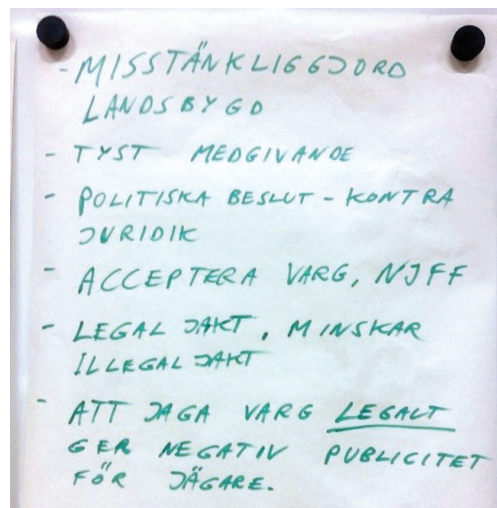 - MISSTÄNKLIGGJORD
LANDSBYGD
- TYST MEDGIVANDE
- POLITISKA BESLUT - KONTRA
JURIDIK
- ACCEPTERA VARG, NJFF
- LEGAL JAKT, MINSKAR
ILLEGAL JAKT
- ATT JAGA VARG LEGALT
GER NEGATIV PUBLICITET
FÖR JÄGARE.